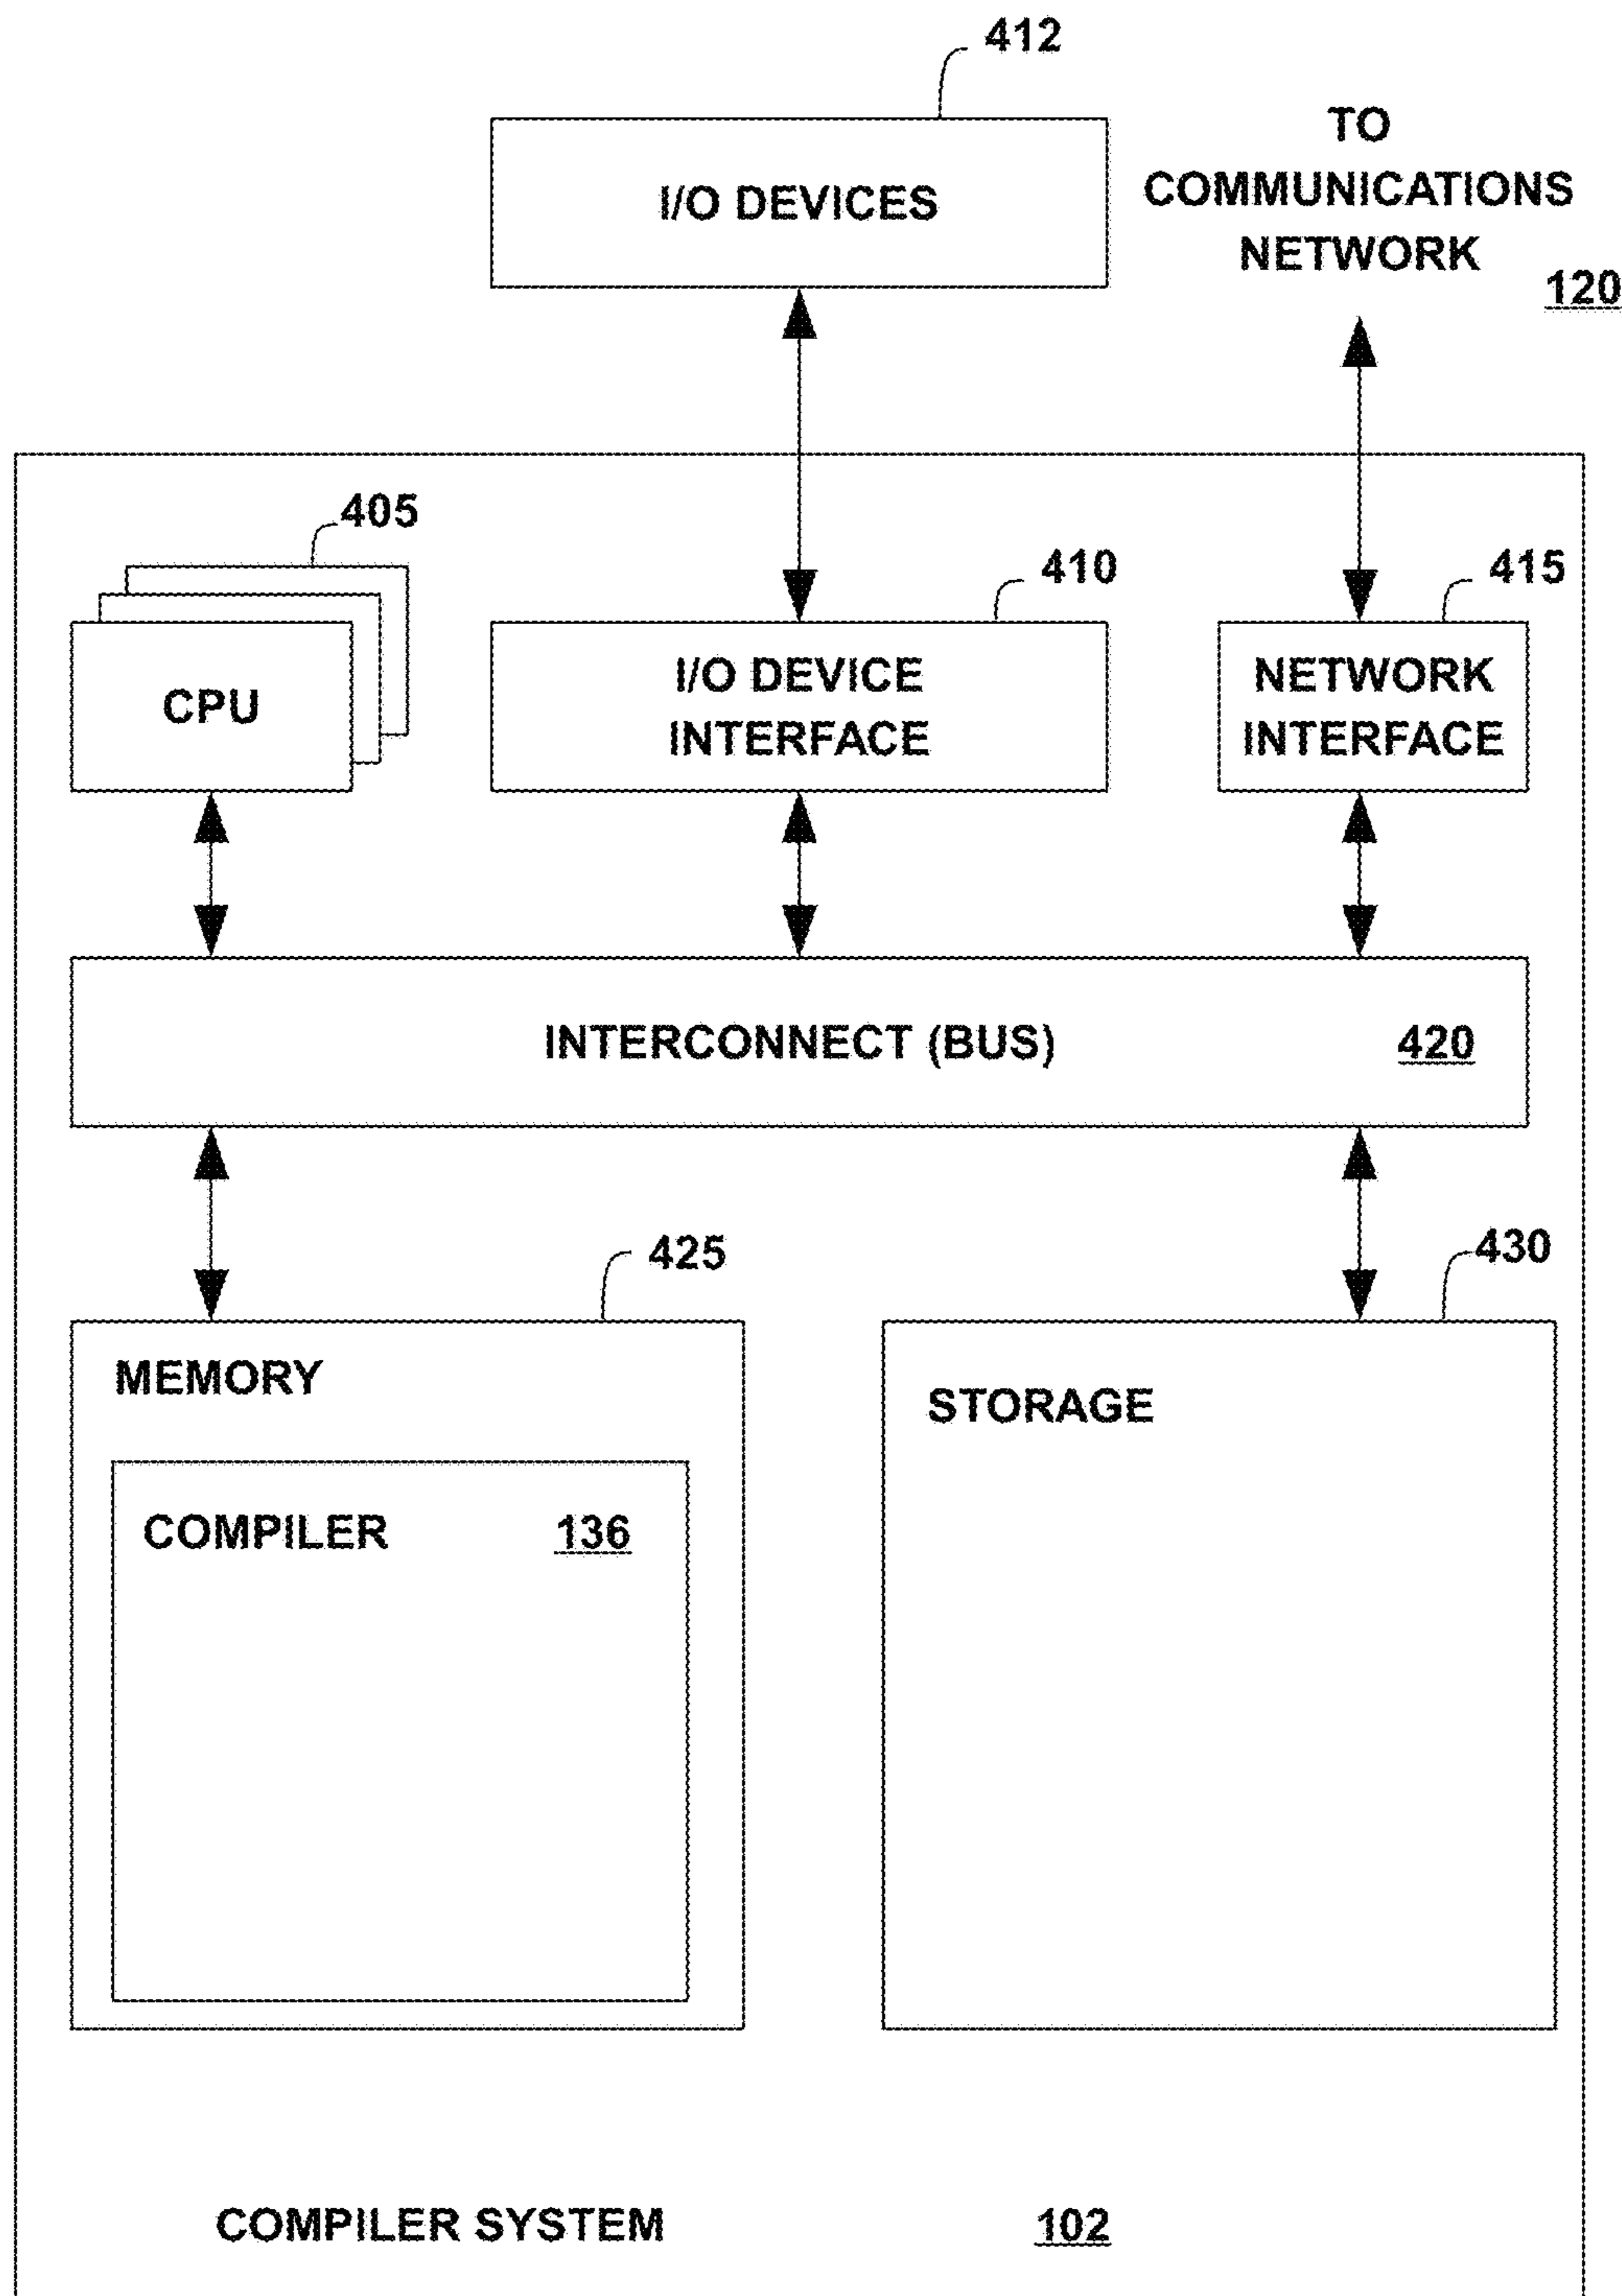 412
I/O DEVICES
TO
COMMUNICATIONS
NETWORK
120
405
CPU
410
I/O DEVICE
INTERFACE
415
NETWORK
INTERFACE
INTERCONNECT (BUS) 420
425
MEMORY
COMPILER 136
430
STORAGE
COMPILER SYSTEM 102